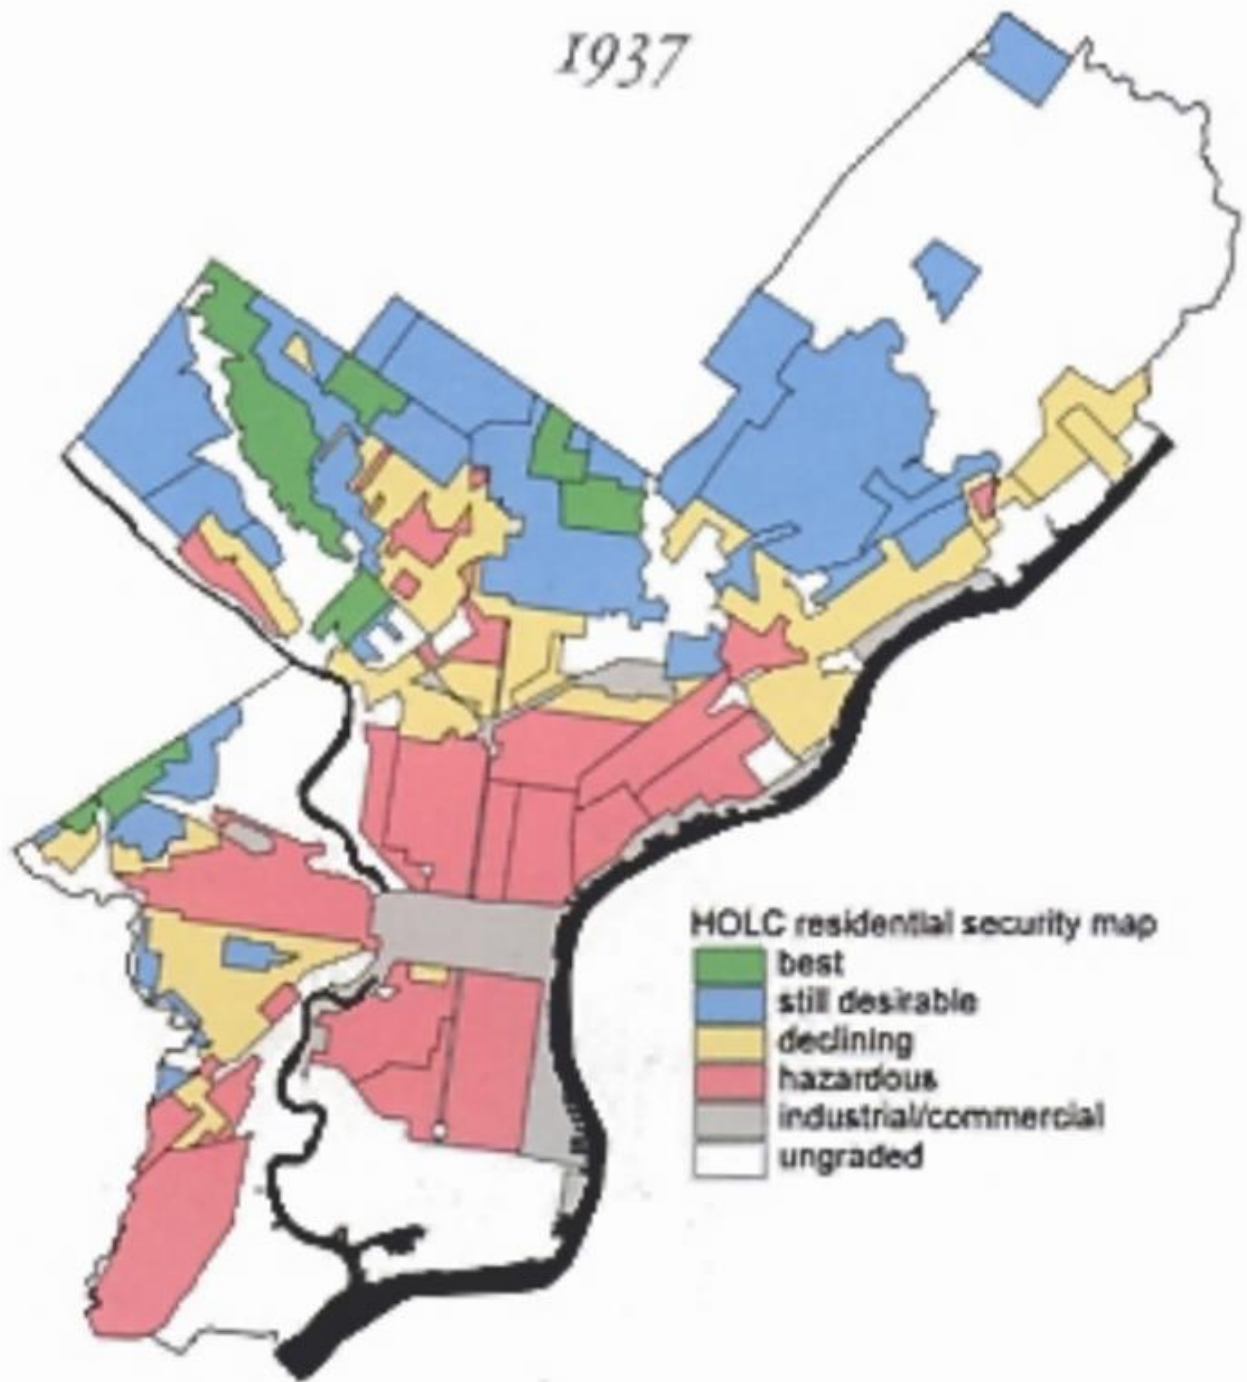 1937
HOLC residential security map
best
still desirable
declining
hazardous
industrial/commercial
ungraded